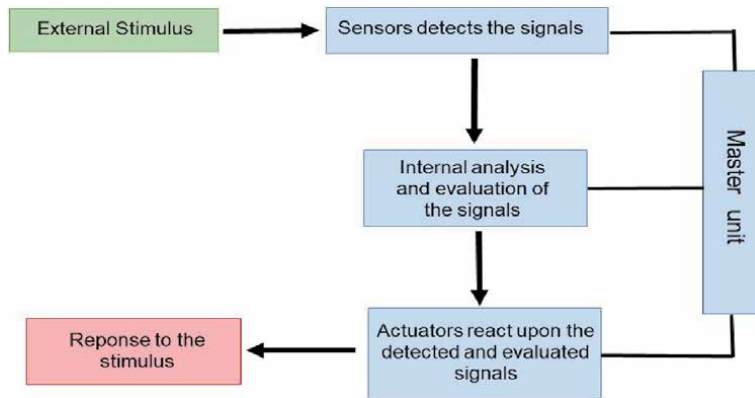 External Stimulus
Sensors detects the signals
Internal analysis
and evaluation of
the signals
Master unit
Actuators react upon the
detected and evaluated
signals
Reponse to the
stimulus